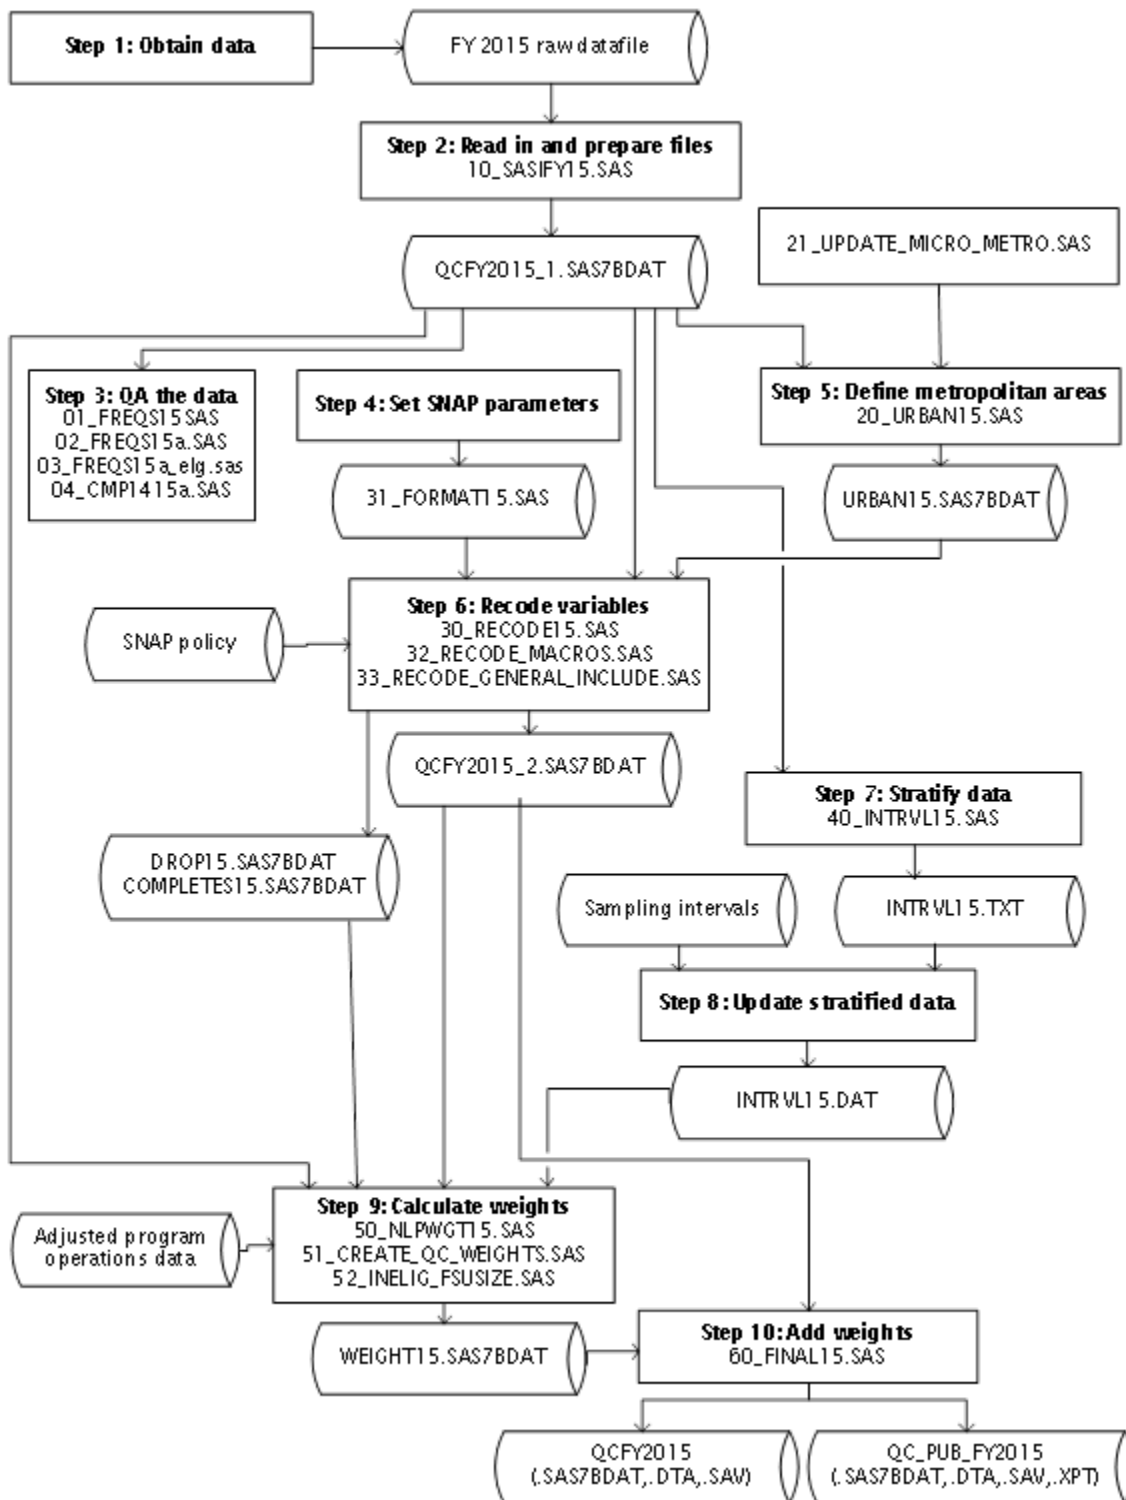 Step 1: Obtain data
FY 2015 raw datafile
Step 2: Read in and prepare files
10_SASIFY15.SAS
QCFY2015_1.SAS7BDAT
21_UPDATE_MICRO_METRO.SAS
Step 3: QA the data
01_FREQS15SAS
02_FREQS15a.SAS
03_FREQS15a_elg.sas
04_CMP1415a.SAS
Step 4: Set SNAP parameters
31_FORMAT15.SAS
Step 5: Define metropolitan areas
20_URBAN15.SAS
URBAN15.SAS7BDAT
SNAP policy
Step 6: Recode variables
30_RECODE15.SAS
32_RECODE_MACROS.SAS
33_RECODE_GENERAL_INCLUDE.SAS
QCFY2015_2.SAS7BDAT
Step 7: Stratify data
40_INTRVL15.SAS
DROP15.SAS7BDAT
COMPLETES15.SAS7BDAT
Sampling intervals
INTRVL15.TXT
Step 8: Update stratified data
INTRVL15.DAT
Step 9: Calculate weights
50_NLPWGT15.SAS
51_CREATE_QC_WEIGHTS.SAS
52_INELIG_FSUSIZE.SAS
Adjusted program
operations data
WEIGHT15.SAS7BDAT
Step 10: Add weights
60_FINAL15.SAS
QCFY2015
(.SAS7BDAT,.DTA,.SAV)
QC_PUB_FY2015
(.SAS7BDAT,.DTA,.SAV,.XPT)